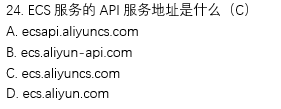 24. ECS 服务的 API 服务地址是什么（C）
A. ecsapi.aliyuncs.com
B. ecs.aliyun-api.com
C. ecs.aliyuncs.com
D. ecs.aliyun.com